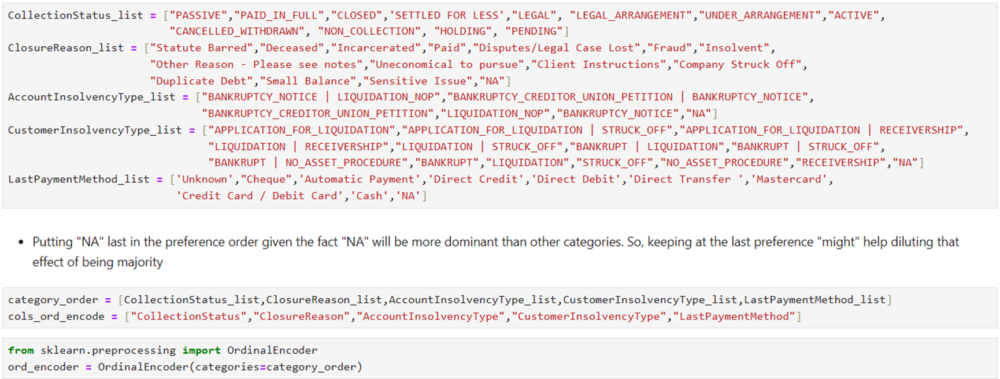 CollectionStatus_list = ["PASSIVE","PAID_IN_FULL","CLOSED",'SETTLED FOR LESS',"LEGAL", "LEGAL_ARRANGEMENT","UNDER_ARRANGEMENT","ACTIVE",
"CANCELLED_WITHDRAWN", "NON_COLLECTION", "HOLDING", "PENDING"]
ClosureReason_list = ["Statute Barred","Deceased","Incarcerated","Paid","Disputes/Legal Case Lost","Fraud","Insolvent",
"Other Reason - Please see notes","Uneconomical to pursue","Client Instructions","Company Struck Off",
"Duplicate Debt","Small Balance","Sensitive Issue","NA"]
AccountInsolvencyType_list = ["BANKRUPTCY_NOTICE | LIQUIDATION_NOP","BANKRUPTCY_CREDITOR_UNION_PETITION | BANKRUPTCY_NOTICE",
"BANKRUPTCY_CREDITOR_UNION_PETITION","LIQUIDATION_NOP","BANKRUPTCY_NOTICE","NA"]
CustomerInsolvencyType_list = ["APPLICATION_FOR_LIQUIDATION","APPLICATION_FOR_LIQUIDATION | STRUCK_OFF","APPLICATION_FOR_LIQUIDATION | RECEIVERSHIP",
"LIQUIDATION | RECEIVERSHIP","LIQUIDATION | STRUCK_OFF","BANKRUPT | LIQUIDATION","BANKRUPT | STRUCK_OFF",
"BANKRUPT | NO_ASSET_PROCEDURE","BANKRUPT","LIQUIDATION","STRUCK_OFF","NO_ASSET_PROCEDURE","RECEIVERSHIP","NA"]
LastPaymentMethod_list = ['Unknown',"Cheque",'Automatic Payment','Direct Credit','Direct Debit','Direct Transfer ','Mastercard',
'Credit Card / Debit Card','Cash','NA']
• Putting "NA" last in the preference order given the fact "NA" will be more dominant than other categories. So, keeping at the last preference "might" help diluting that
effect of being majority
category_order = [CollectionStatus_list,ClosureReason_list,AccountInsolvencyType_list,CustomerInsolvencyType_list,LastPaymentMethod_list]
cols_ord_encode = ["CollectionStatus","ClosureReason","AccountInsolvencyType","CustomerInsolvencyType","LastPaymentMethod"]
from sklearn.preprocessing import OrdinalEncoder
ord_encoder = OrdinalEncoder(categories=category_order)